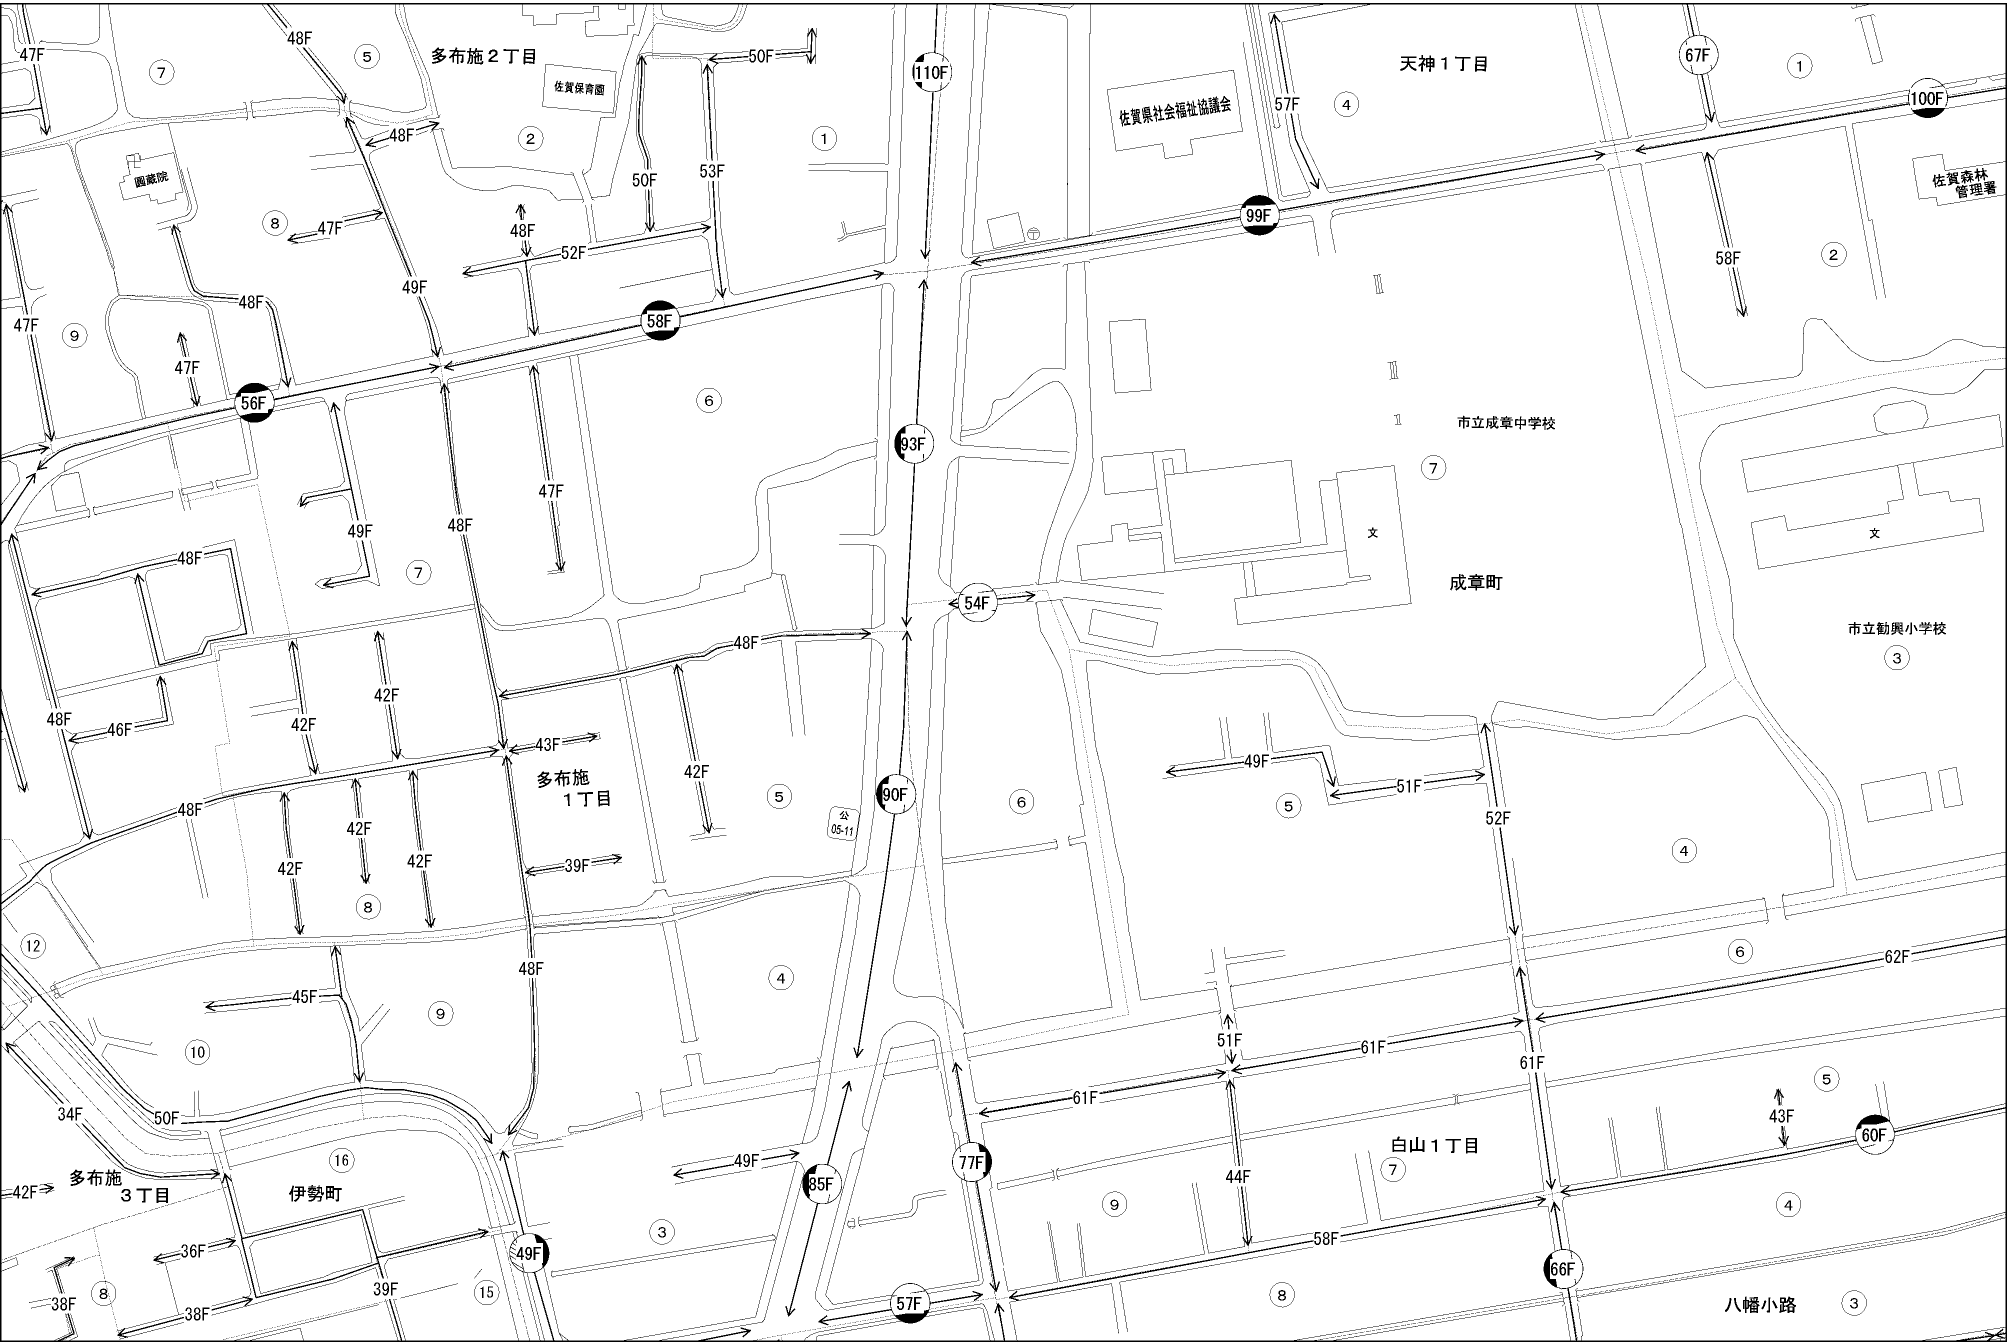 47F
48F
⑤
⑦
多布施2丁目
50F
佐賀保育園
②
①
48F
50F
53F
110F
佐賀県社会福祉協議会
57F
④
天神1丁目
67F
①
100F
圓蔵院
⑧
47F
48F
52F
49F
48F
47F
⑨
47F
58F
56F
99F
〒
58F
②
佐賀森林
管理署
⑥
93F
48F
47F
49F
⑦
48F
市立成章中学校
⑦
文
文
54F
成章町
市立勧興小学校
③
48F
42F
42F
46F
48F
43F
42F
多布施
1丁目
⑤
公
05-11
90F
⑥
49F
51F
⑤
52F
④
48F
42F
42F
42F
39F
⑧
⑫
48F
45F
⑨
④
⑩
62F
⑥
51F
61F
61F
61F
34F
50F
⑤
43F
60F
⑯
49F
85F
77F
44F
白山1丁目
⑦
⑨
多布施
3丁目
42F
伊勢町
③
④
36F
49F
58F
66F
⑧
38F
38F
39F
⑮
57F
⑧
八幡小路
③